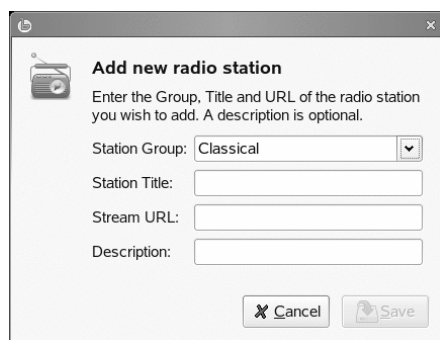 Add new radio station
Enter the Group, Title and URL of the radio station
you wish to add. A description is optional.
Station Group: Classical
Station Title:
Stream URL:
Description:
Cancel Save